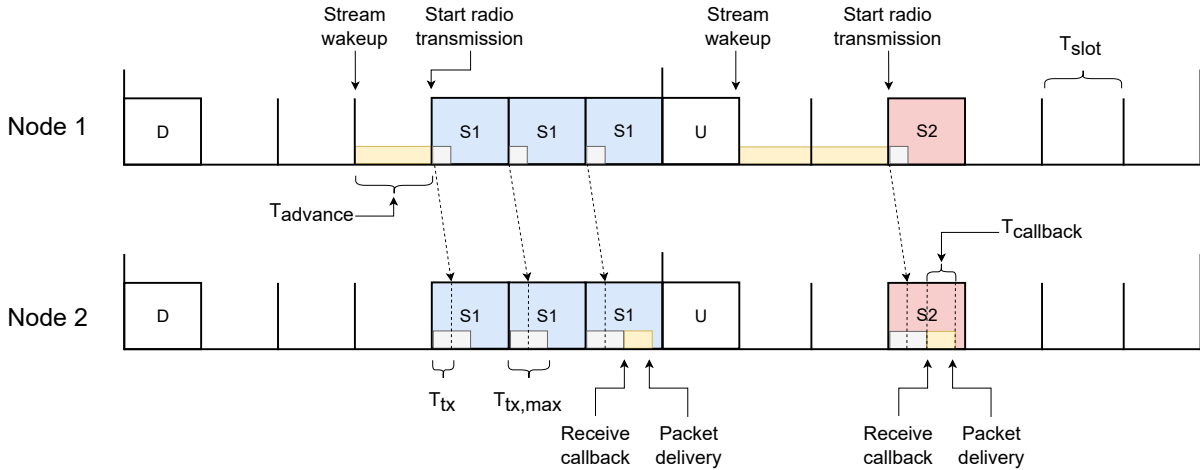 Stream
wakeup
Start radio
transmission
Stream
wakeup
Start radio
transmission
Tslot
Node 1
D
S1
S1
S1
U
S2
Tadvance
Tcallback
Node 2
D
S1
S1
S1
U
S2
Ttx
Ttx,max
Receive
callback
Packet
delivery
Receive
callback
Packet
delivery